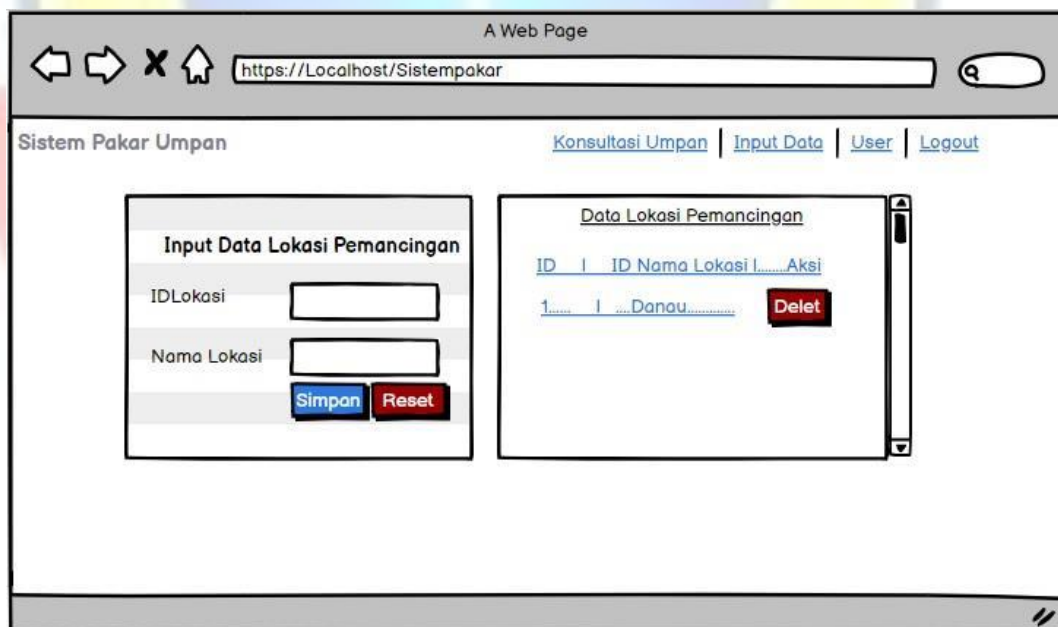 A Web Page
https://Localhost/Sistempakar
Sistem Pakar Umpan
Konsultasi Umpan | Input Data | User | Logout
Input Data Lokasi Pemancingan
IDLokasi
Nama Lokasi
Simpan Reset
Data Lokasi Pemancingan
ID | ID Nama Lokasi |.......Aksi
1...... | ....Danau............. Delet